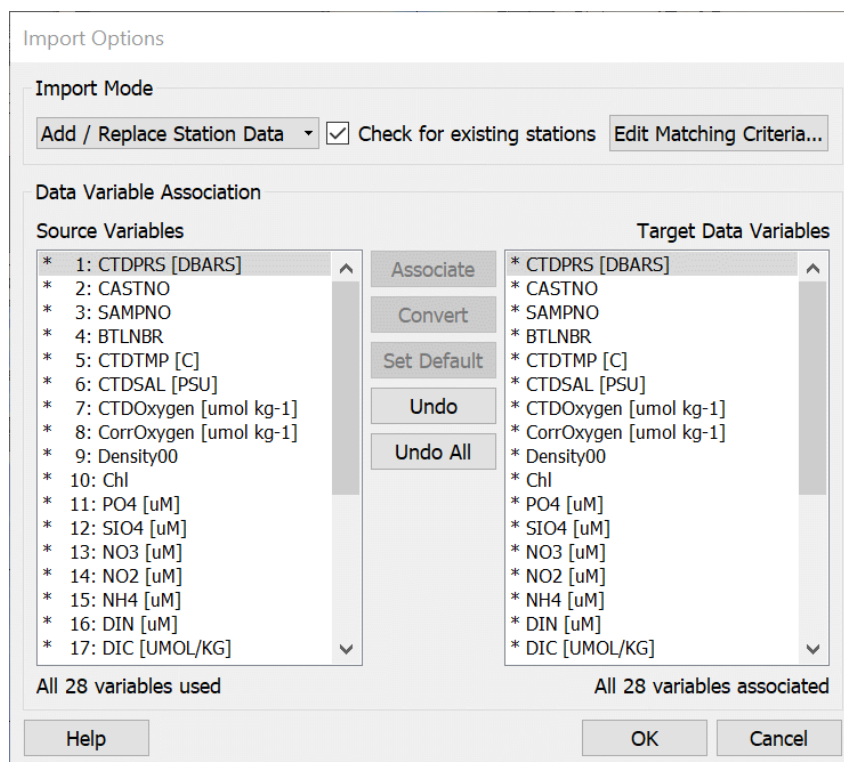 Import Options
Import Mode
Add / Replace Station Data
Check for existing stations
Edit Matching Criteria...
Data Variable Association
Source Variables
Target Data Variables
* 1: CTDPRS [DBARS]
* 2: CASTNO
* 3: SAMPNO
* 4: BTLNBR
* 5: CTDTMP [C]
* 6: CTDSAL [PSU]
* 7: CTDOxygen [umol kg-1]
* 8: CorrOxygen [umol kg-1]
* 9: Density00
* 10: Chl
* 11: PO4 [uM]
* 12: SIO4 [uM]
* 13: NO3 [uM]
* 14: NO2 [uM]
* 15: NH4 [uM]
* 16: DIN [uM]
* 17: DIC [UMOL/KG]
Associate
Convert
Set Default
Undo
Undo All
* CTDPRS [DBARS]
* CASTNO
* SAMPNO
* BTLNBR
* CTDTMP [C]
* CTDSAL [PSU]
* CTDOxygen [umol kg-1]
* CorrOxygen [umol kg-1]
* Density00
* Chl
* PO4 [uM]
* SIO4 [uM]
* NO3 [uM]
* NO2 [uM]
* NH4 [uM]
* DIN [uM]
* DIC [UMOL/KG]
All 28 variables used
All 28 variables associated
Help
OK
Cancel